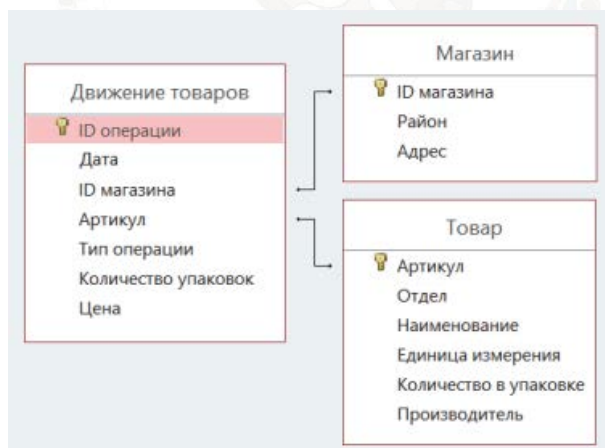 Движение товаров
ID операции
Дата
ID магазина
Артикул
Тип операции
Количество упаковок
Цена
Магазин
ID магазина
Район
Адрес
Товар
Артикул
Отдел
Наименование
Единица измерения
Количество в упаковке
Производитель